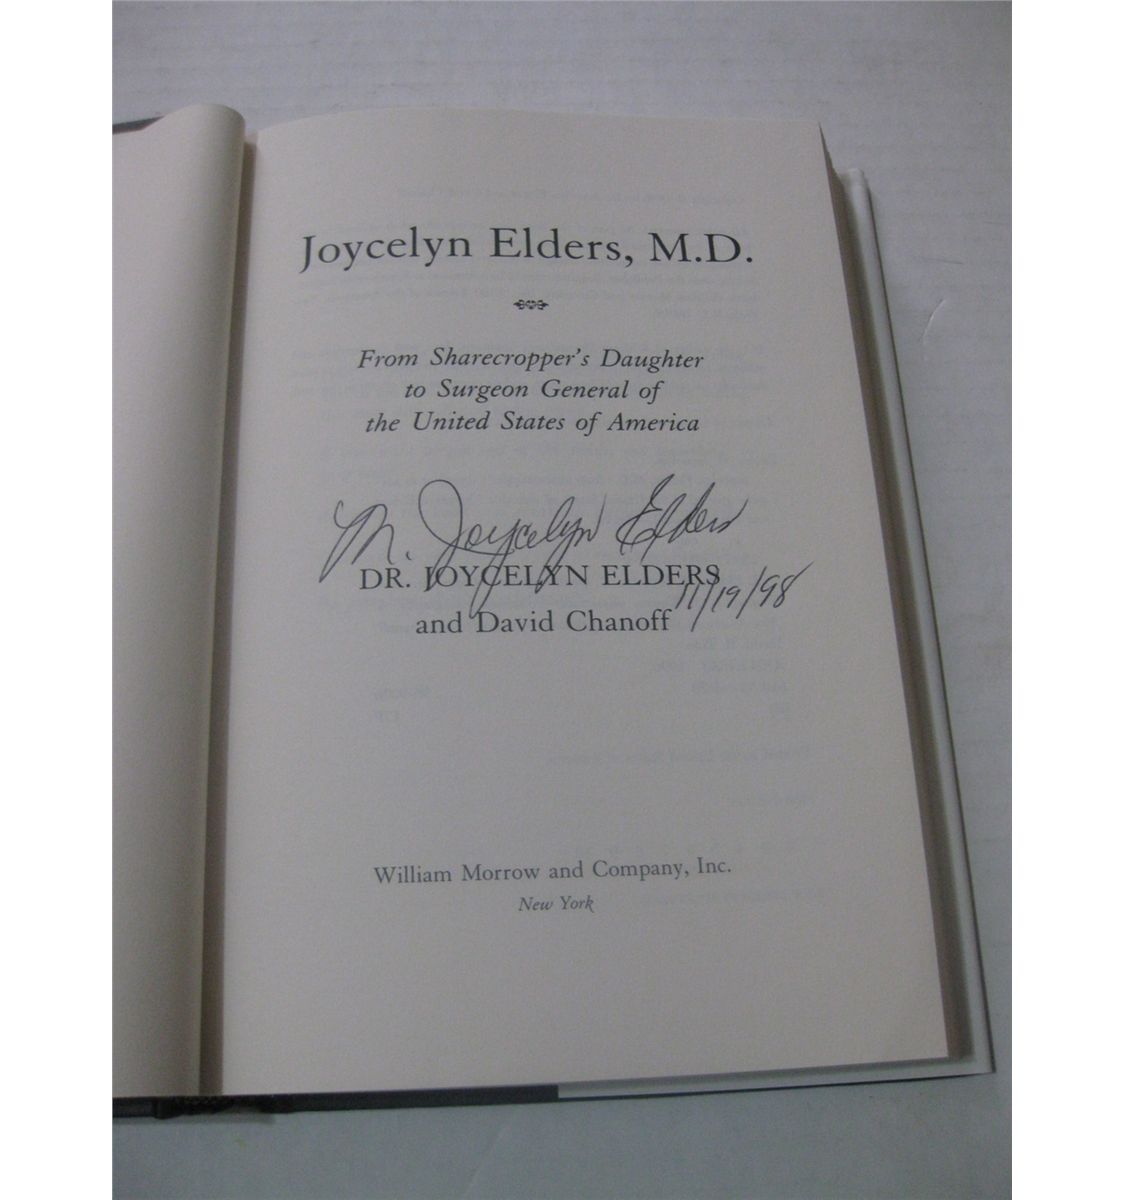 Joycelyn Elders, M.D.
From Sharecropper's Daughter
to Surgeon General of
the United States of America
M. Joycelyn Elders
DR. JOYCELYN ELDERS
11/19/98
and David Chanoff
William Morrow and Company, Inc.
New York